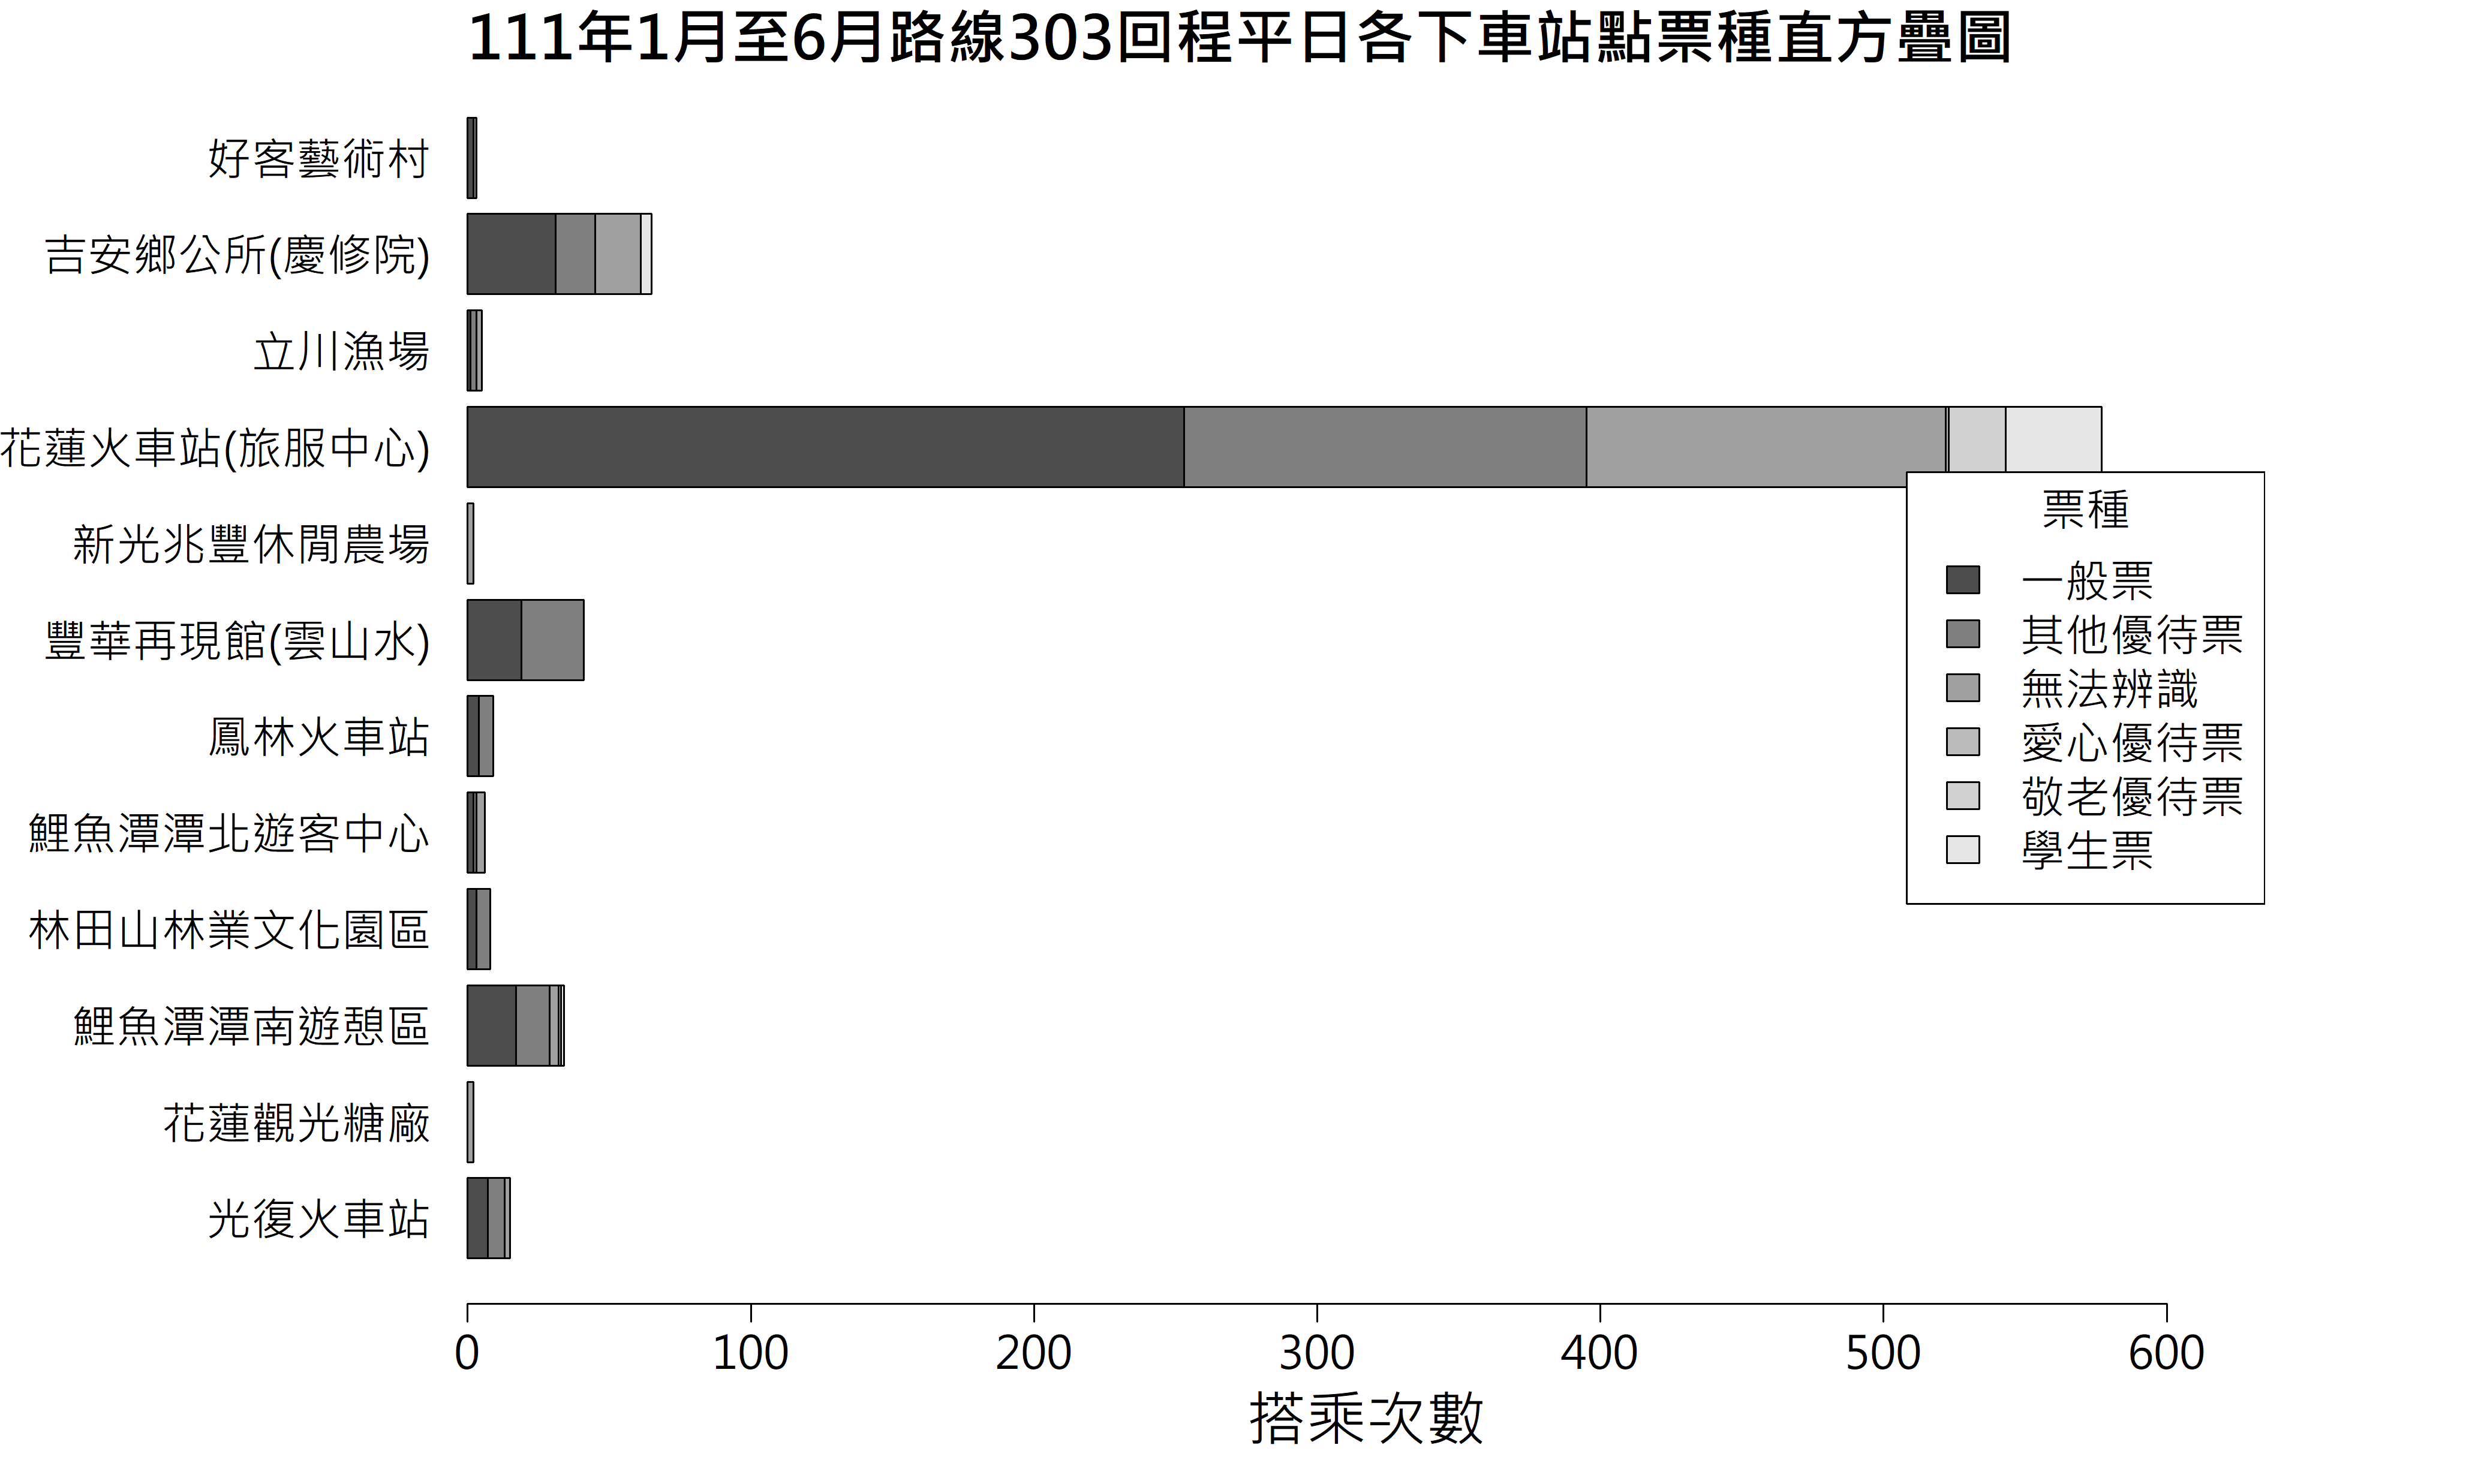 111年1月至6月路線303回程平日各下車站點票種直方疊圖
好客藝術村
吉安鄉公所(慶修院)
立川漁場
花蓮火車站(旅服中心)
新光兆豐休閒農場
豐華再現館(雲山水)
鳳林火車站
鯉魚潭潭北遊客中心
林田山林業文化園區
鯉魚潭潭南遊憩區
花蓮觀光糖廠
光復火車站
票種
一般票
其他優待票
無法辨識
愛心優待票
敬老優待票
學生票
0 100 200 300 400 500 600
搭乘次數